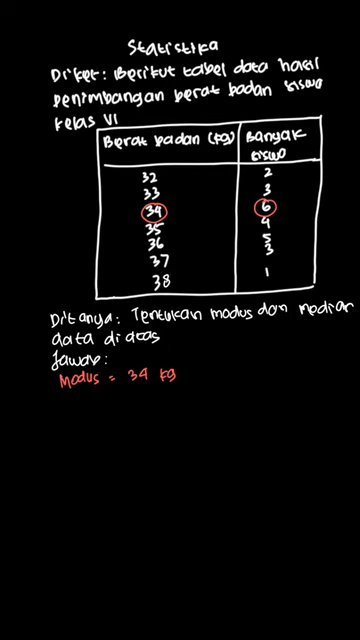 Statistika
Diket: Berikut tabel data hasil
penimbangan berat badan siswa
kelas VI
Berat badan (kg) Banyak siswa
32 2
33 3
34 6
35 4
36 5
37 3
38 1
Ditanya: Tentukan modus dan median
data di atas
Jawab:
Modus = 34 kg